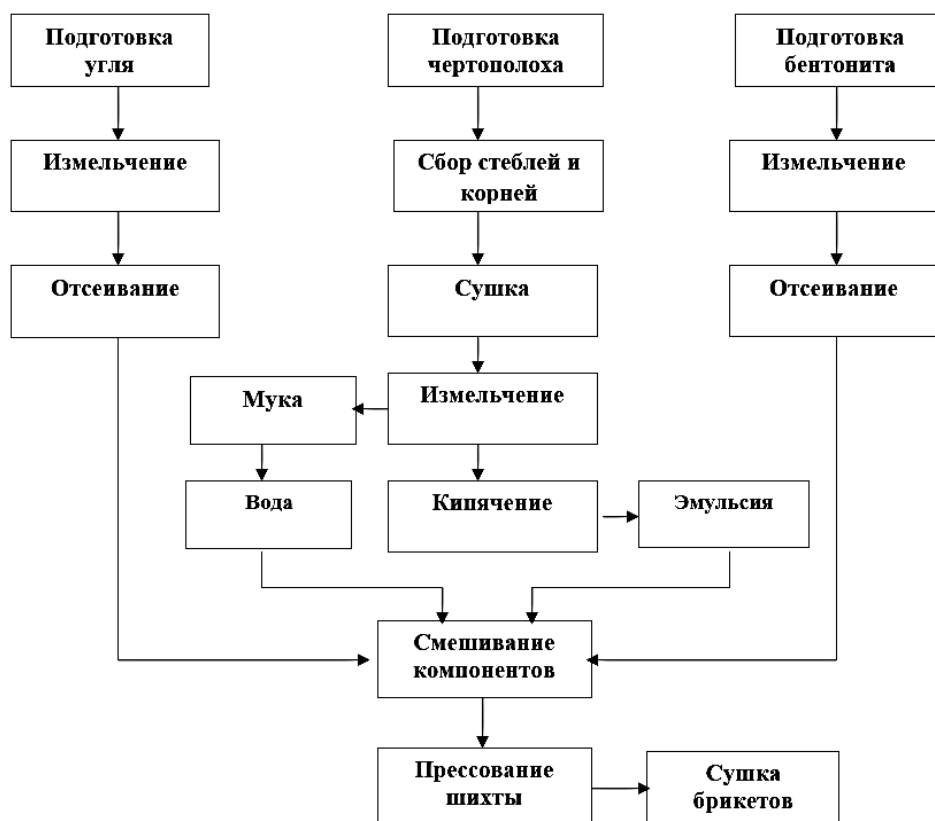 Подготовка
угля
Подготовка
чертополоха
Подготовка
бентонита
Измельчение
Сбор стеблей и
корней
Измельчение
Отсеивание
Сушка
Отсеивание
Мука
Измельчение
Вода
Кипячение
Эмульсия
Смешивание
компонентов
Прессование
шихты
Сушка
брикетов